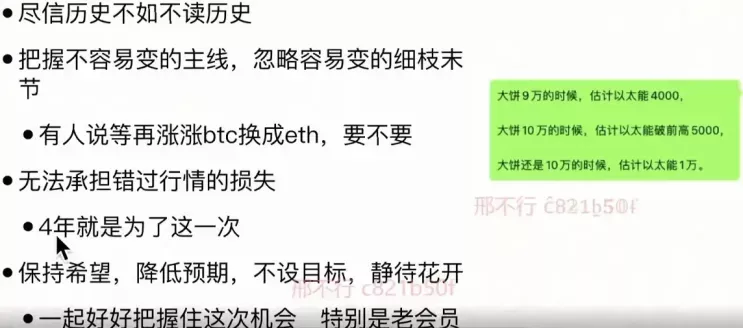 • 尽信历史不如不读历史
• 把握不容易变的主线，忽略容易变的细枝末
节
• 有人说等再涨涨btc换成eth，要不要
• 无法承担错过行情的损失
• 4年就是为了这一次
• 保持希望，降低预期，不设目标，静待花开
• 一起好好把握住这次机会 特别是老会员
大饼9万的时候，估计以太能4000，
大饼10万的时候，估计以太能破前高5000，
大饼还是10万的时候，估计以太能1万。
邢不行 c821b50f
邢不行 c821b50f